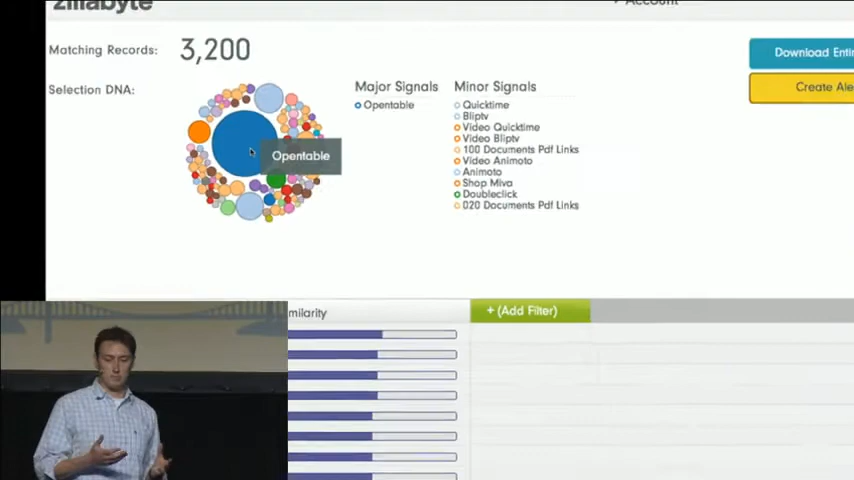 zillabyte
Account
Matching Records: 3,200
Download Entir
Selection DNA:
Create Ale
Major Signals
Opentable
Minor Signals
Quicktime
Bliptv
Video Quicktime
Video Bliptv
100 Documents Pdf Links
Video Animoto
Animoto
Shop Miva
Doubleclick
020 Documents Pdf Links
Opentable
milarity
+ (Add Filter)